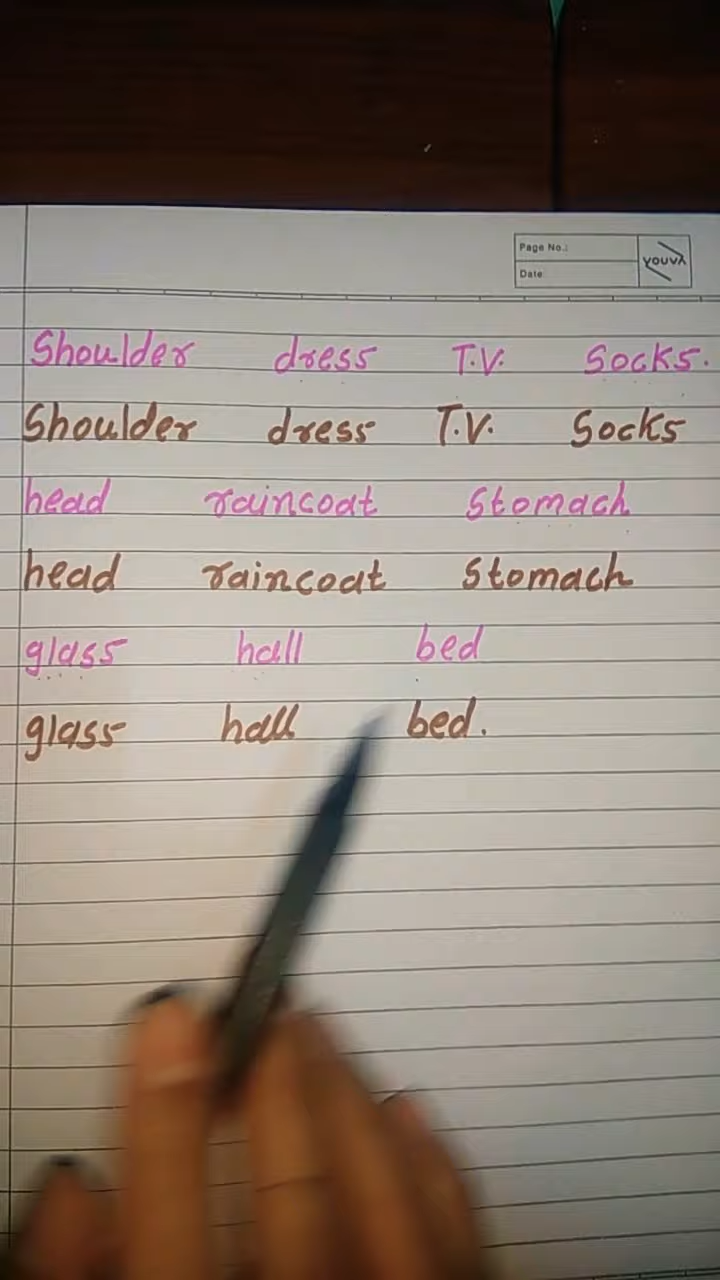 Page No.:
Date
YOUVA
Shoulder dress T.V. Socks.
Shoulder dress T.V. Socks
head raincoat Stomach
head raincoat Stomach
glass hall bed
glass hall bed.